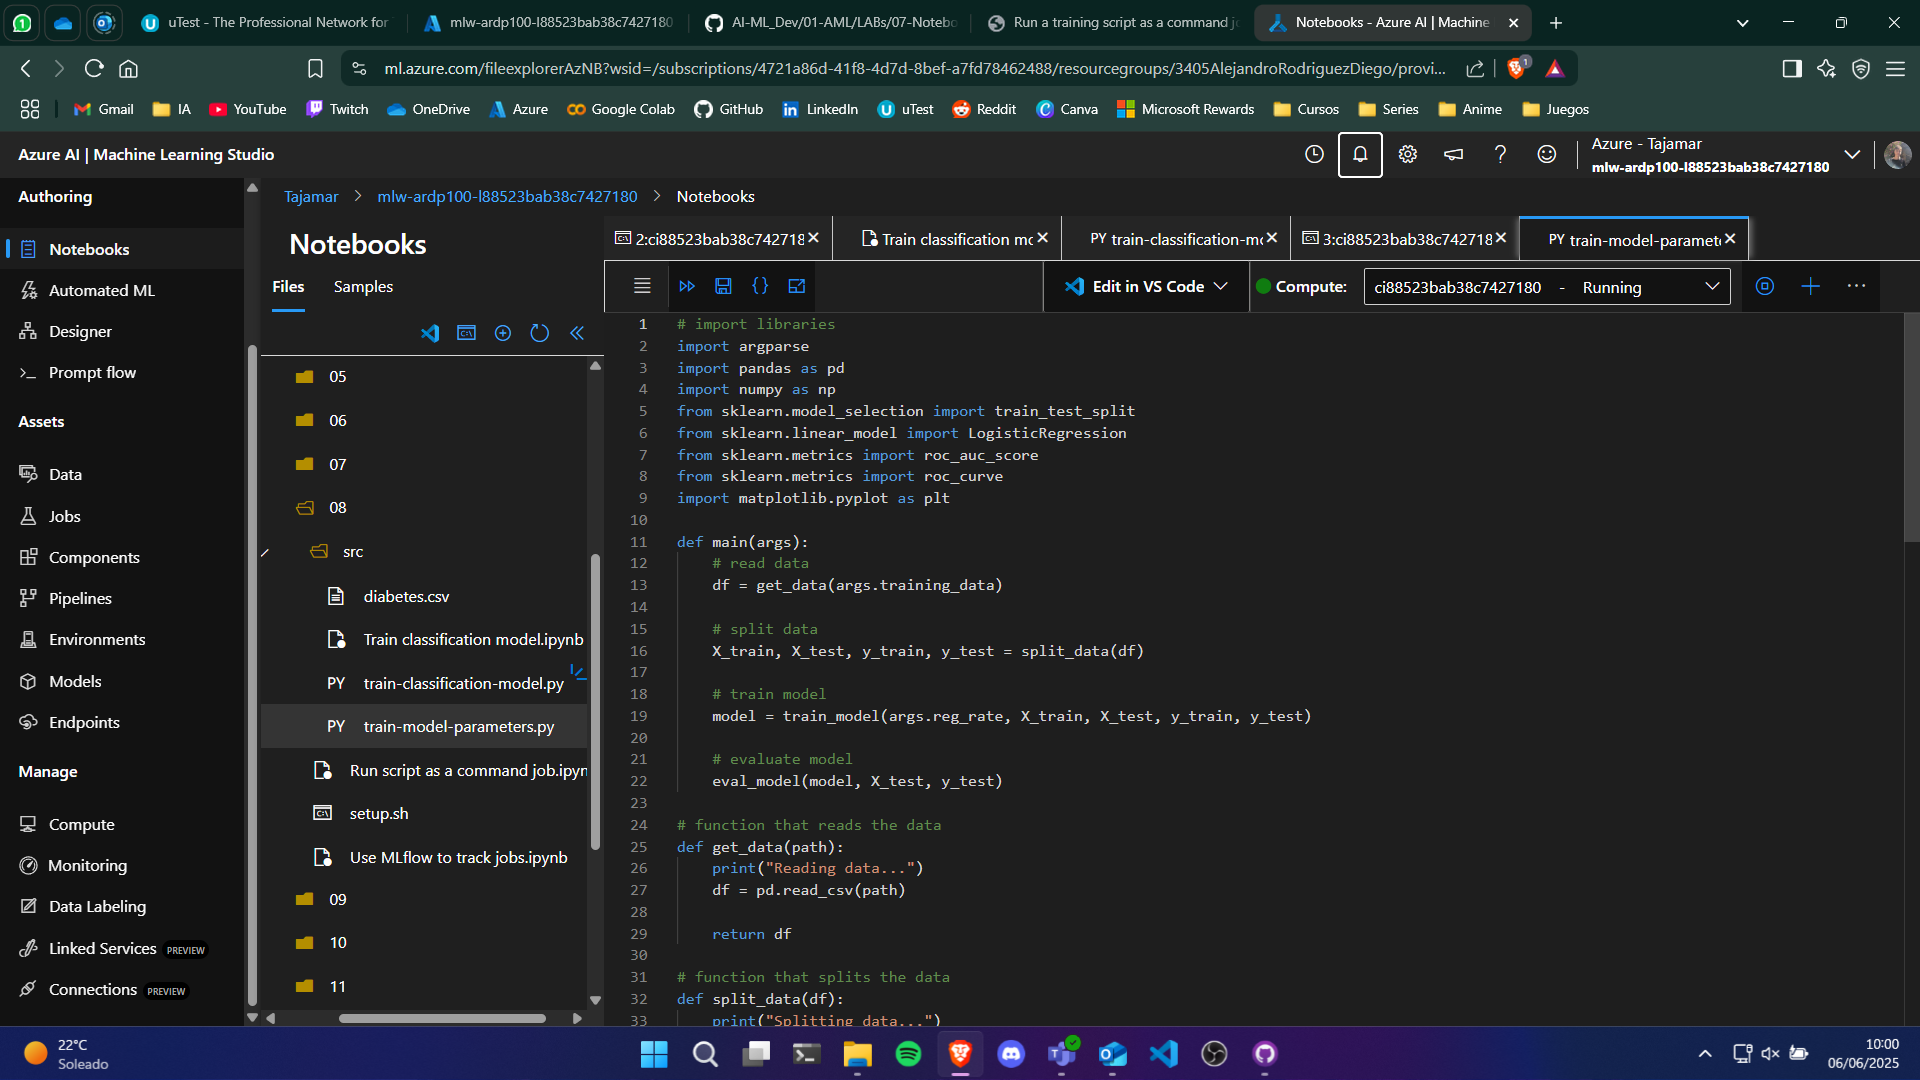 uTest - The Professional Network for
mlw-ardp100-l88523bab38c7427180
AI-ML_Dev/01-AML/LABs/07-Notebo
Run a training script as a command jo
Notebooks - Azure AI | Machine
ml.azure.com/fileexplorerAzNB?wsid=/subscriptions/4721a86d-41f8-4d7d-8bef-a7fd78462488/resourcegroups/3405AlejandroRodriguezDiego/provi...
1
Gmail
IA
YouTube
Twitch
OneDrive
Azure
Google Colab
GitHub
LinkedIn
uTest
Reddit
Canva
Microsoft Rewards
Cursos
Series
Anime
Juegos
Azure AI | Machine Learning Studio
Azure - Tajamar
mlw-ardp100-l88523bab38c7427180
Authoring
Notebooks
Automated ML
Designer
Prompt flow
Assets
Data
Jobs
Components
Pipelines
Environments
Models
Endpoints
Manage
Compute
Monitoring
Data Labeling
Linked Services PREVIEW
Connections PREVIEW
Tajamar > mlw-ardp100-l88523bab38c7427180 > Notebooks
Notebooks
Files
Samples
05
06
07
08
src
diabetes.csv
Train classification model.ipynb
PY train-classification-model.py
PY train-model-parameters.py
Run script as a command job.ipyn
setup.sh
Use MLflow to track jobs.ipynb
09
10
11
2:ci88523bab38c742718
Train classification mo
PY train-classification-mo
3:ci88523bab38c742718
PY train-model-paramete
Edit in VS Code
Compute:
ci88523bab38c7427180 - Running
1 # import libraries
2 import argparse
3 import pandas as pd
4 import numpy as np
5 from sklearn.model_selection import train_test_split
6 from sklearn.linear_model import LogisticRegression
7 from sklearn.metrics import roc_auc_score
8 from sklearn.metrics import roc_curve
9 import matplotlib.pyplot as plt
10
11 def main(args):
12 # read data
13 df = get_data(args.training_data)
14
15 # split data
16 X_train, X_test, y_train, y_test = split_data(df)
17
18 # train model
19 model = train_model(args.reg_rate, X_train, X_test, y_train, y_test)
20
21 # evaluate model
22 eval_model(model, X_test, y_test)
23
24 # function that reads the data
25 def get_data(path):
26 print("Reading data...")
27 df = pd.read_csv(path)
28
29 return df
30
31 # function that splits the data
32 def split_data(df):
33 print("Splitting data...")
22°C
Soleado
10:00
06/06/2025